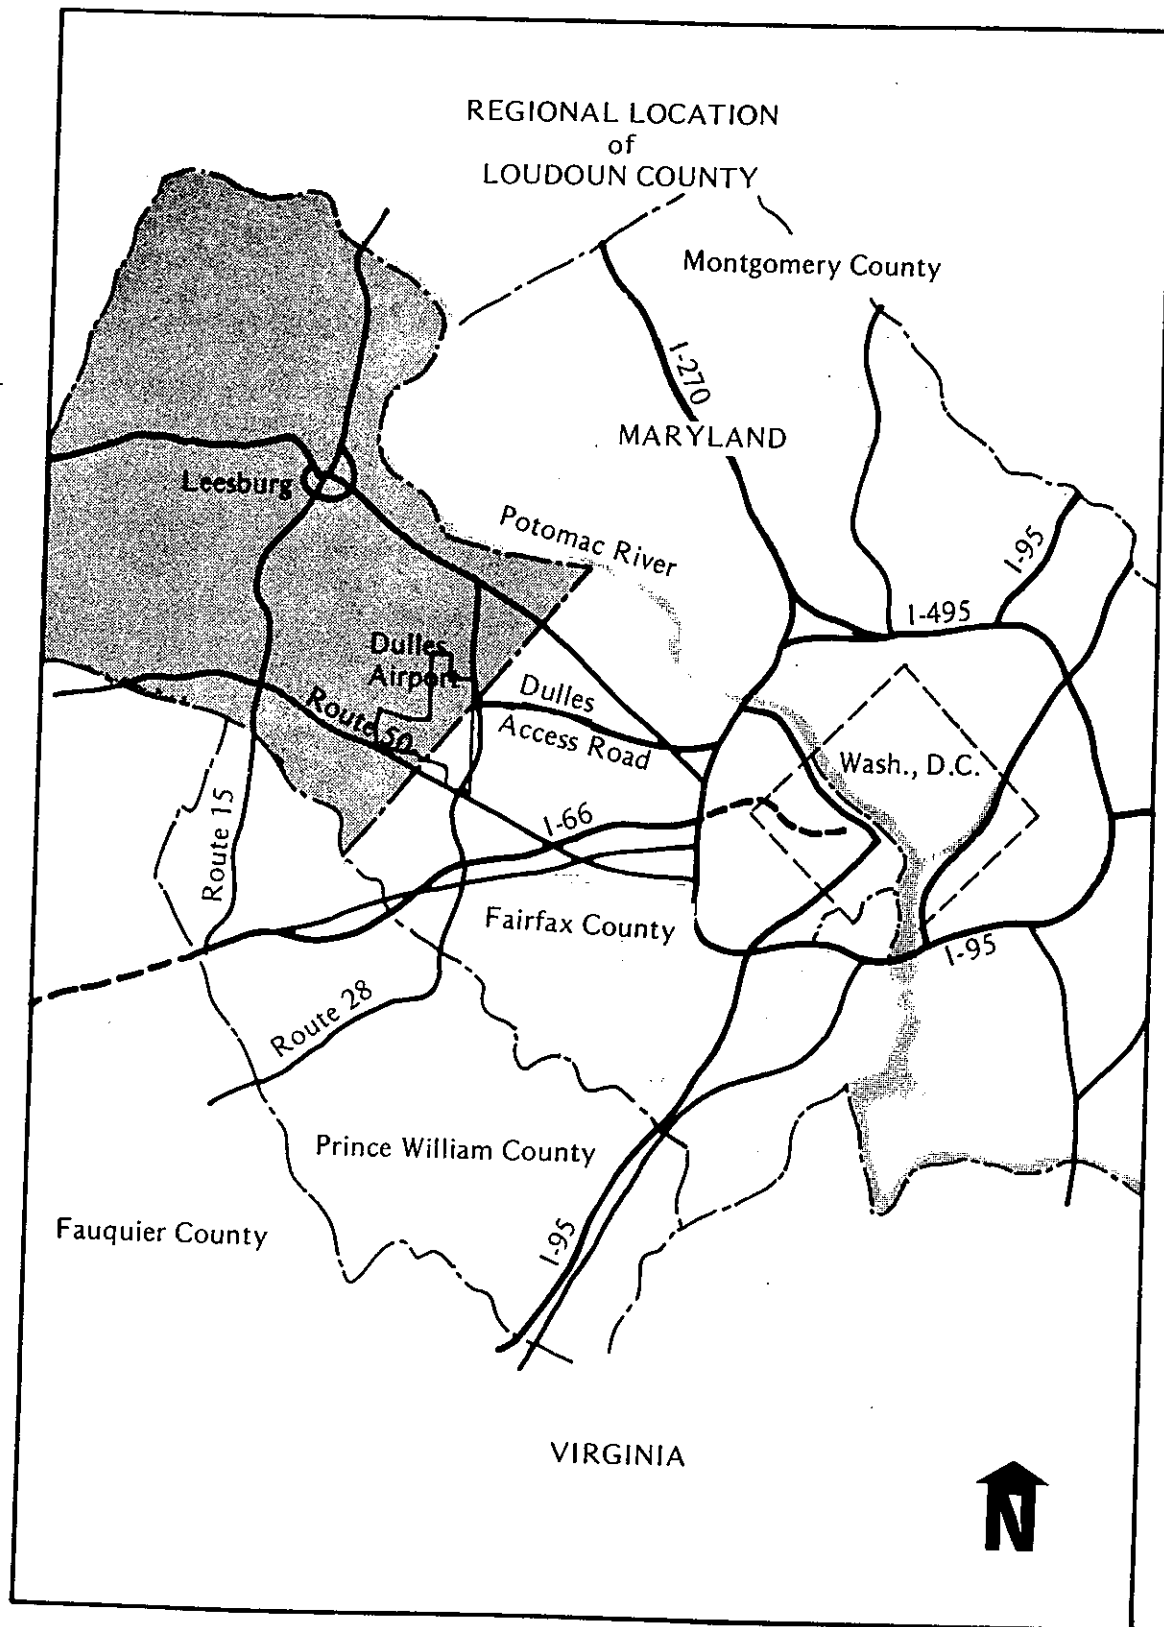 REGIONAL LOCATION
of
LOUDOUN COUNTY
Montgomery County
I-270
MARYLAND
Leesburg
Potomac River
I-95
I-495
Dulles
Airport
Route 50
Dulles
Access Road
Wash., D.C.
Route 15
I-66
Fairfax County
I-95
Route 28
Prince William County
Fauquier County
I-95
VIRGINIA
N